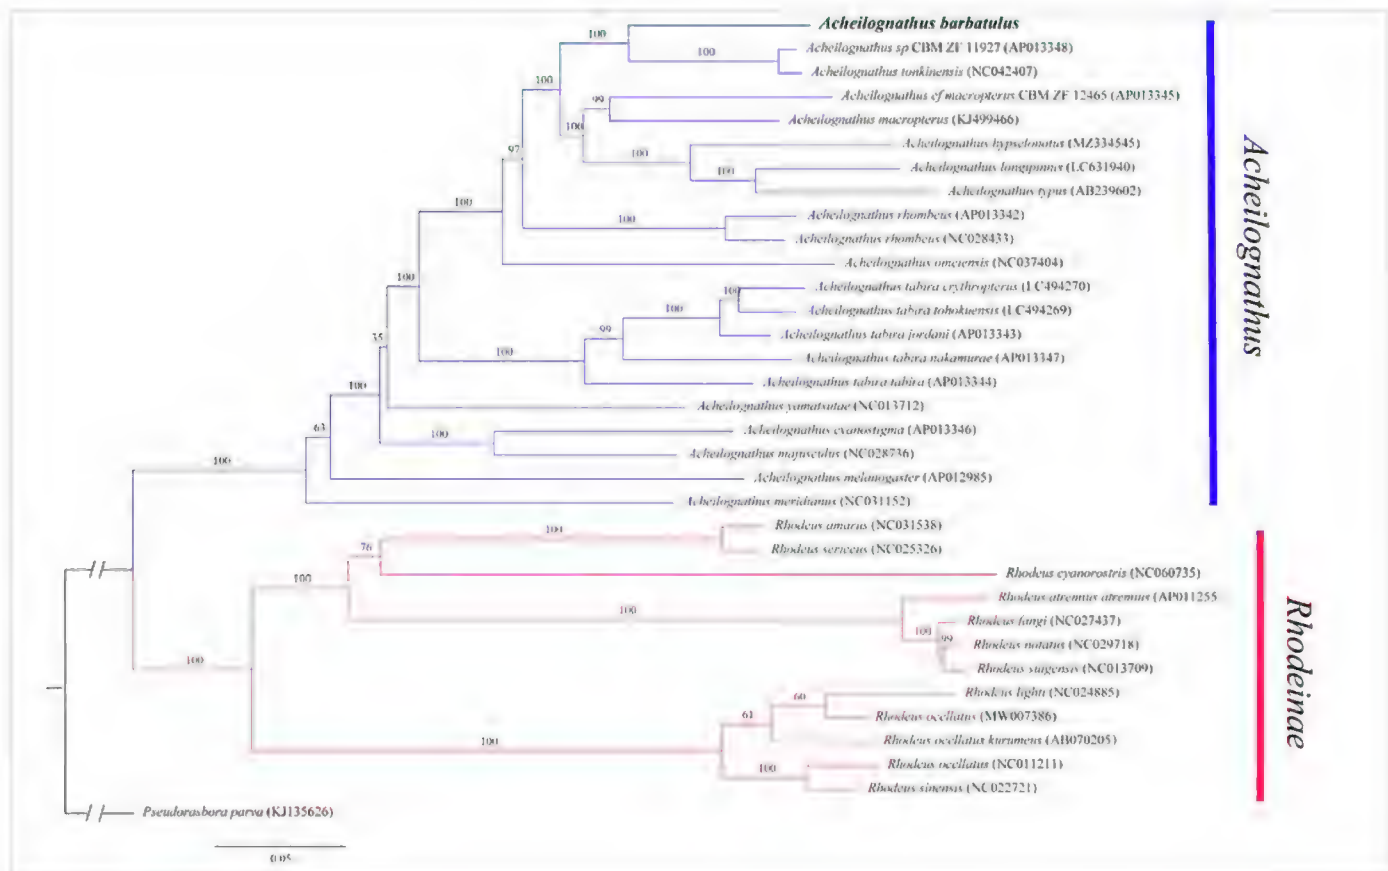 Acheilognathus barbatulus
100
Acheilognathus sp CBM ZF 11927 (AP013348)
100
Acheilognathus tonkinensis (NC042407)
100
Acheilognathus cf macropterus CBM ZF 12465 (AP013345)
99
Acheilognathus macropterus (KJ499466)
100
Acheilognathus hypselonotus (MZ334545)
97
100
Acheilognathus longipinnis (LC631940)
100
Acheilognathus typus (AB239602)
100
Acheilognathus rhombeus (AP013342)
100
Acheilognathus rhombeus (NC028433)
Acheilognathus omeiensis (NC037404)
100
Acheilognathus tabira erythropterus (LC494270)
100
Acheilognathus tabira tohokuensis (LC494269)
100
Acheilognathus tabira jordani (AP013343)
35
99
Acheilognathus tabira nakamurae (AP013347)
100
Acheilognathus tabira tabira (AP013344)
100
Acheilognathus yamatsutae (NC013712)
63
Acheilognathus cyanostigma (AP013346)
100
Acheilognathus majusculus (NC028736)
100
Acheilognathus melanogaster (AP012985)
Acheilognathus meridianus (NC031152)
Acheilognathus
Rhodeus amarus (NC031538)
100
Rhodeus sericeus (NC025326)
76
Rhodeus cyanorostris (NC060735)
100
Rhodeus atremius atremius (AP011255
100
Rhodeus fangi (NC027437)
100
99
Rhodeus notatus (NC029718)
100
Rhodeus suigensis (NC013709)
Rhodeus lighti (NC024885)
60
Rhodeus ocellatus (MW007386)
61
Rhodeus ocellatus kurumeus (AB070205)
100
Rhodeus ocellatus (NC011211)
100
Rhodeus sinensis (NC022721)
Rhodeinae
Pseudorasbora parva (KJ135626)
0.05